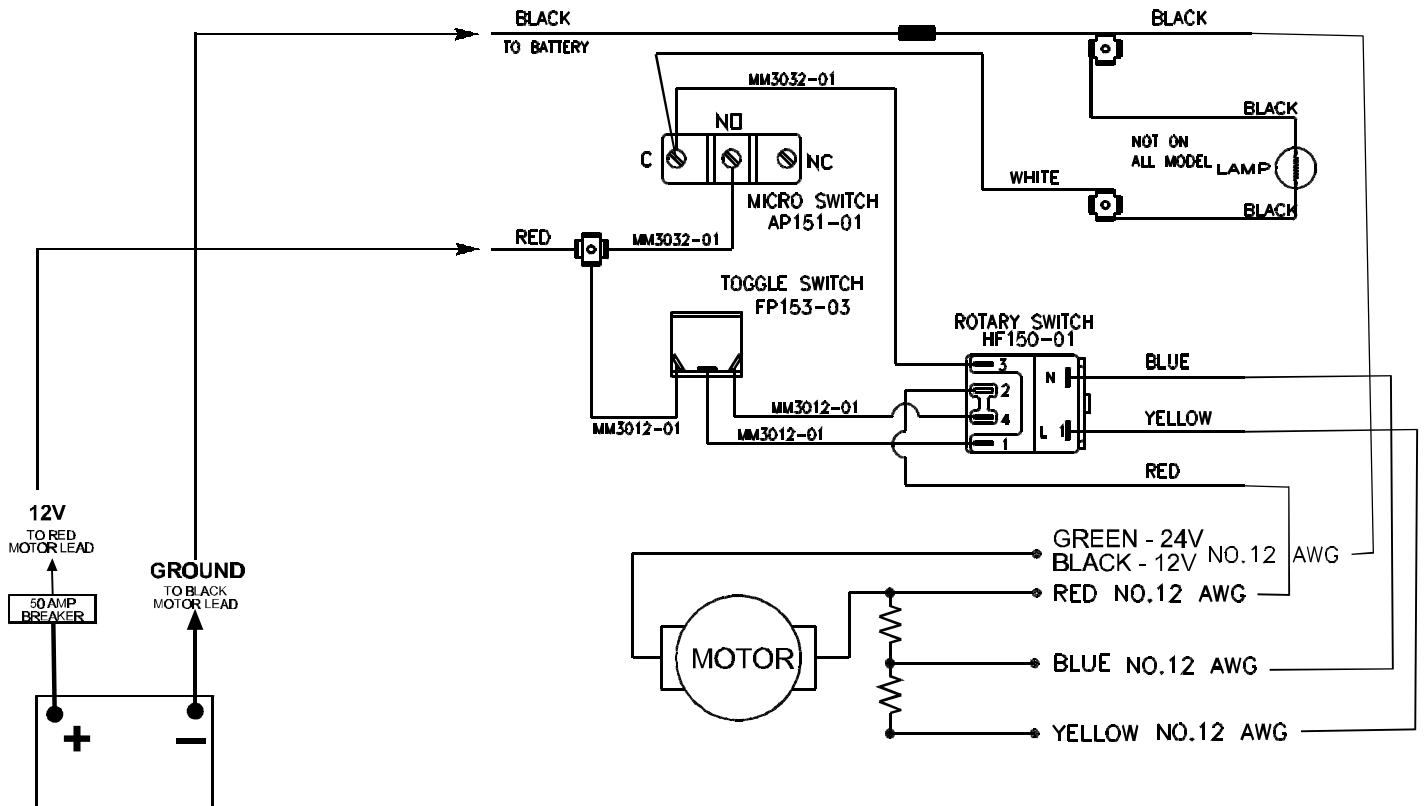 BLACK
TO BATTERY
BLACK
MM3032-01
NO
C
NC
MICRO SWITCH
AP151-01
BLACK
NOT ON
ALL MODEL
LAMP
WHITE
BLACK
RED
MM3032-01
TOGGLE SWITCH
FP153-03
ROTARY SWITCH
HF150-01
3
2
4
1
N
L 1
BLUE
YELLOW
RED
MM3012-01
MM3012-01
MM3012-01
12V
TO RED
MOTOR LEAD
50 AMP
BREAKER
GROUND
TO BLACK
MOTOR LEAD
+
−
MOTOR
GREEN - 24V
BLACK - 12V
NO.12 AWG
RED NO.12 AWG
BLUE NO.12 AWG
YELLOW NO.12 AWG